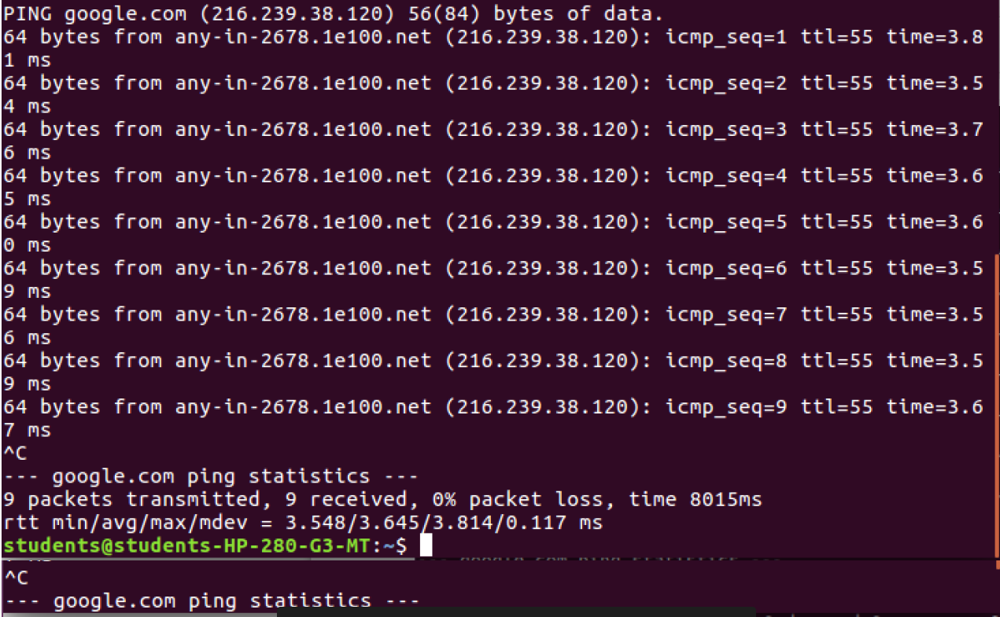 PING google.com (216.239.38.120) 56(84) bytes of data.
64 bytes from any-in-2678.1e100.net (216.239.38.120): icmp_seq=1 ttl=55 time=3.8
1 ms
64 bytes from any-in-2678.1e100.net (216.239.38.120): icmp_seq=2 ttl=55 time=3.5
4 ms
64 bytes from any-in-2678.1e100.net (216.239.38.120): icmp_seq=3 ttl=55 time=3.7
6 ms
64 bytes from any-in-2678.1e100.net (216.239.38.120): icmp_seq=4 ttl=55 time=3.6
5 ms
64 bytes from any-in-2678.1e100.net (216.239.38.120): icmp_seq=5 ttl=55 time=3.6
0 ms
64 bytes from any-in-2678.1e100.net (216.239.38.120): icmp_seq=6 ttl=55 time=3.5
9 ms
64 bytes from any-in-2678.1e100.net (216.239.38.120): icmp_seq=7 ttl=55 time=3.5
6 ms
64 bytes from any-in-2678.1e100.net (216.239.38.120): icmp_seq=8 ttl=55 time=3.5
9 ms
64 bytes from any-in-2678.1e100.net (216.239.38.120): icmp_seq=9 ttl=55 time=3.6
7 ms
^C
--- google.com ping statistics ---
9 packets transmitted, 9 received, 0% packet loss, time 8015ms
rtt min/avg/max/mdev = 3.548/3.645/3.814/0.117 ms
students@students-HP-280-G3-MT:~$
^C
--- google.com ping statistics ---